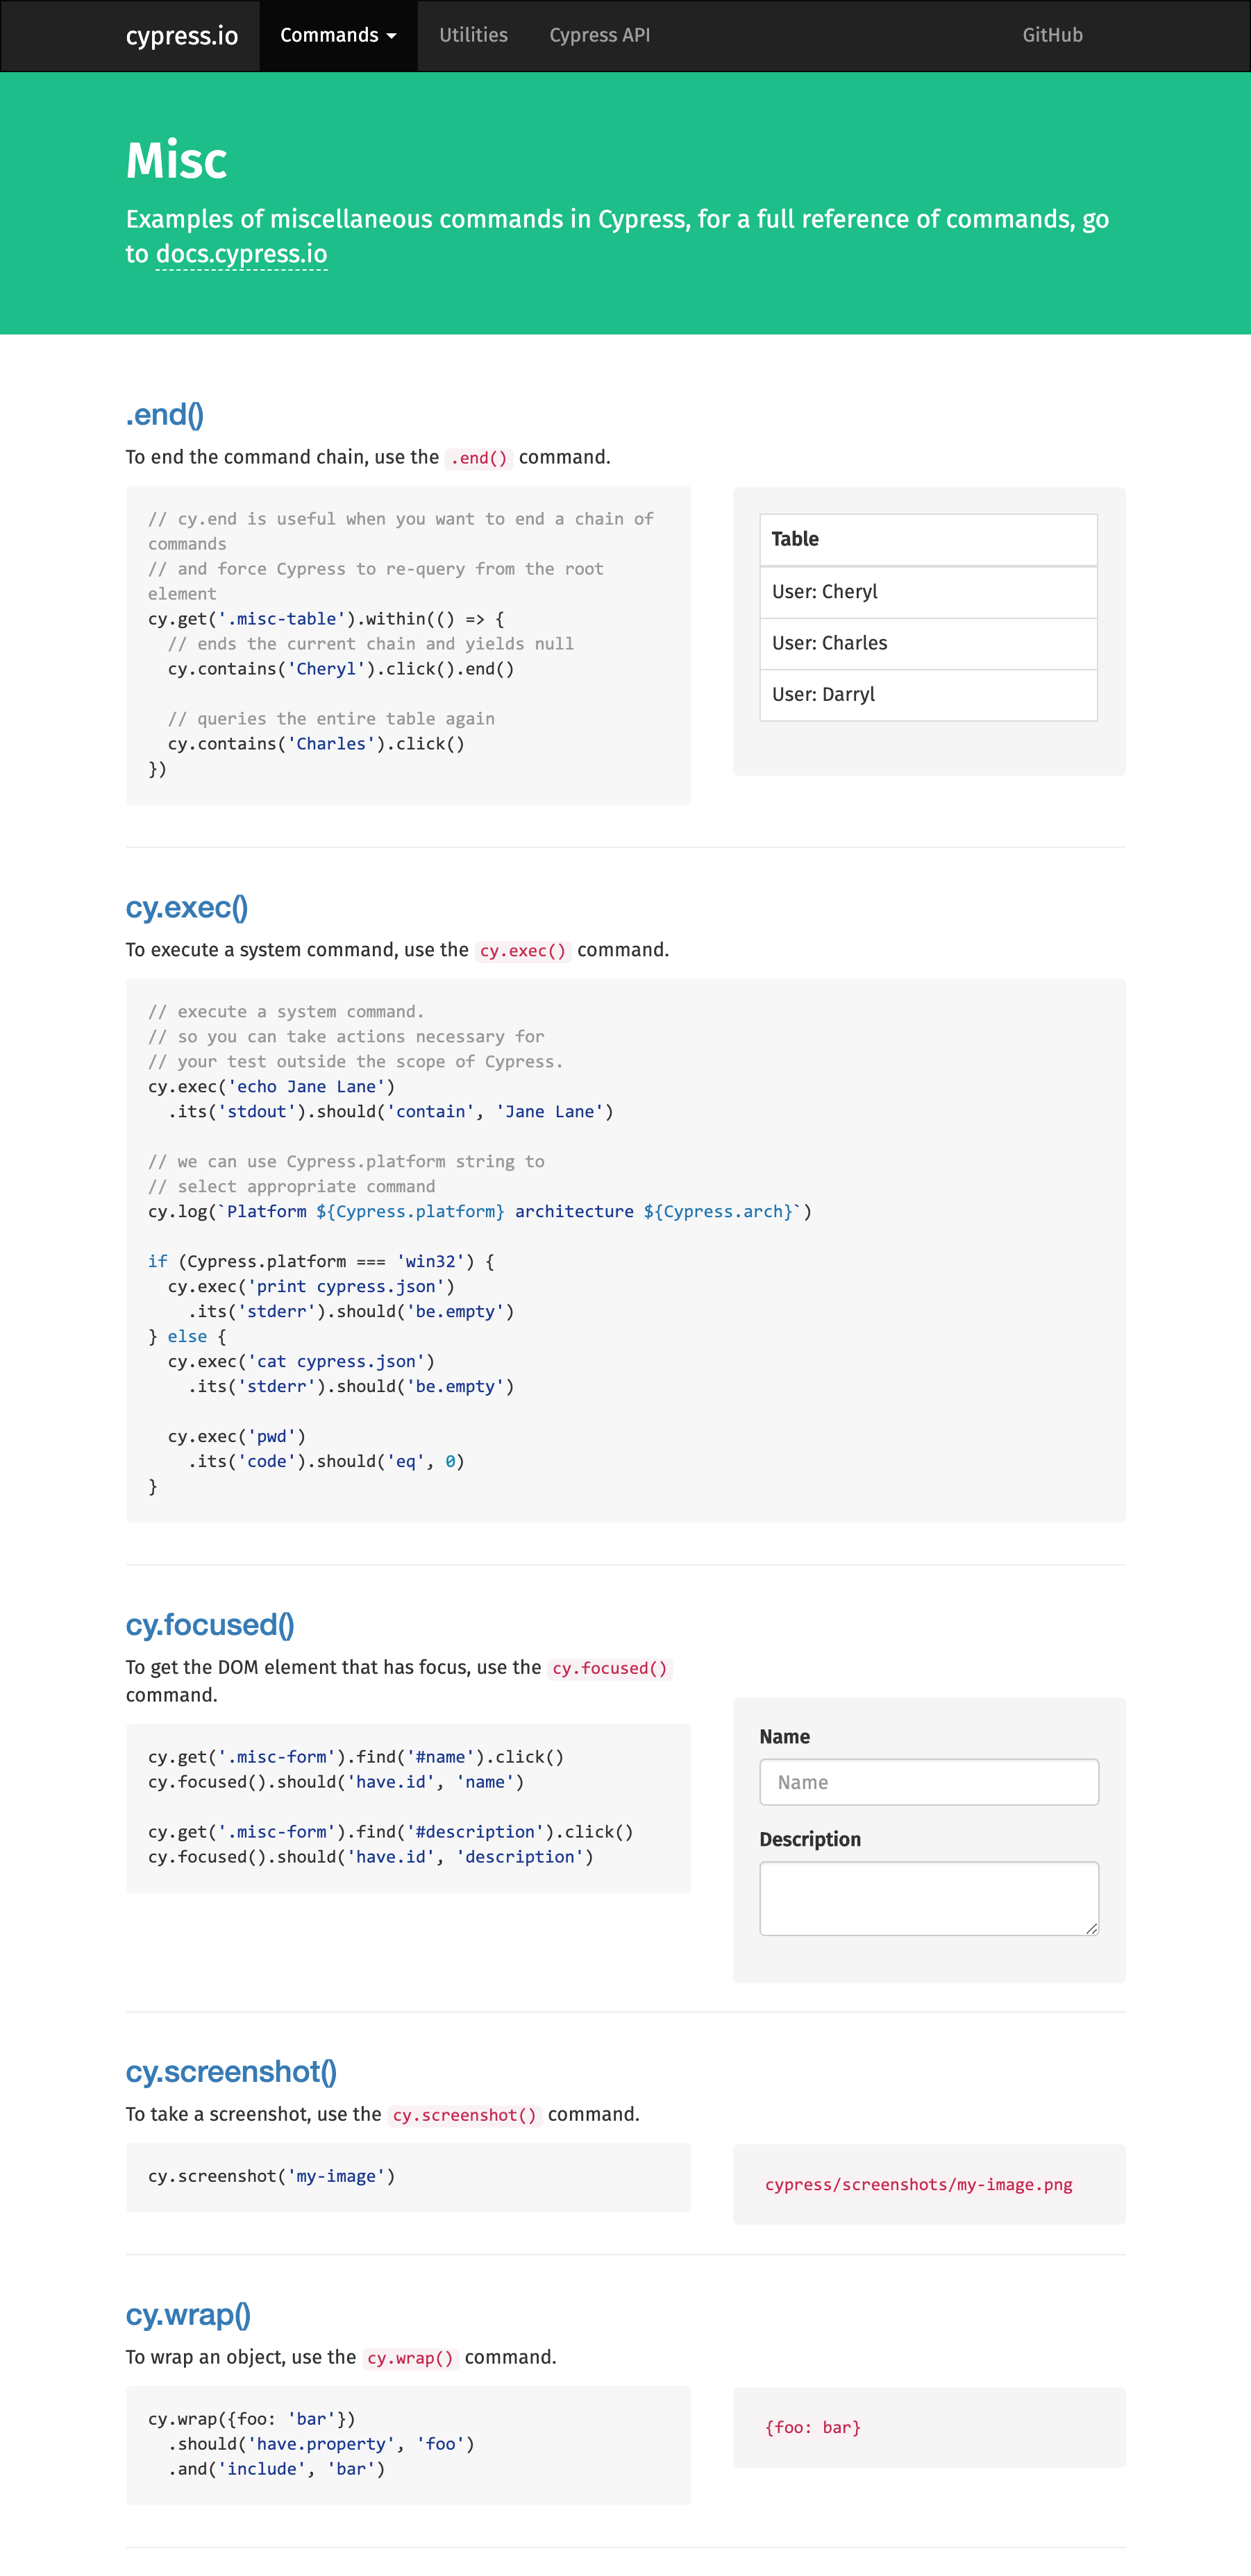 cypress.io Commands Utilities Cypress API GitHub
Misc
Examples of miscellaneous commands in Cypress, for a full reference of commands, go
to docs.cypress.io
.end()
To end the command chain, use the .end() command.
// cy.end is useful when you want to end a chain of
commands
// and force Cypress to re-query from the root
element
cy.get('.misc-table').within(() => {
  // ends the current chain and yields null
  cy.contains('Cheryl').click().end()
  // queries the entire table again
  cy.contains('Charles').click()
})
Table
User: Cheryl
User: Charles
User: Darryl
cy.exec()
To execute a system command, use the cy.exec() command.
// execute a system command.
// so you can take actions necessary for
// your test outside the scope of Cypress.
cy.exec('echo Jane Lane')
  .its('stdout').should('contain', 'Jane Lane')
// we can use Cypress.platform string to
// select appropriate command
cy.log(`Platform ${Cypress.platform} architecture ${Cypress.arch}`)
if (Cypress.platform === 'win32') {
  cy.exec('print cypress.json')
    .its('stderr').should('be.empty')
} else {
  cy.exec('cat cypress.json')
    .its('stderr').should('be.empty')
  cy.exec('pwd')
    .its('code').should('eq', 0)
}
cy.focused()
To get the DOM element that has focus, use the cy.focused()
command.
cy.get('.misc-form').find('#name').click()
cy.focused().should('have.id', 'name')
cy.get('.misc-form').find('#description').click()
cy.focused().should('have.id', 'description')
Name
Name
Description
cy.screenshot()
To take a screenshot, use the cy.screenshot() command.
cy.screenshot('my-image')
cypress/screenshots/my-image.png
cy.wrap()
To wrap an object, use the cy.wrap() command.
cy.wrap({foo: 'bar'})
  .should('have.property', 'foo')
  .and('include', 'bar')
{foo: bar}